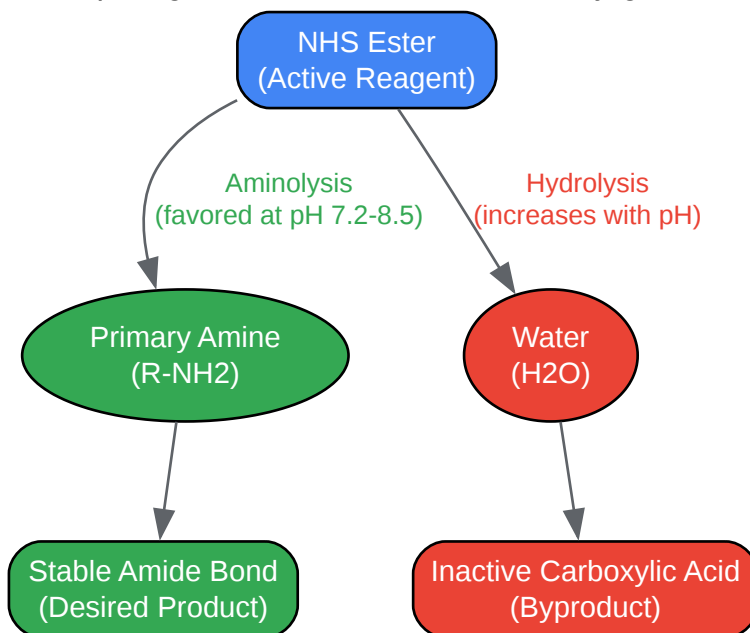 NHS Ester
(Active Reagent)
Aminolysis
(favored at pH 7.2-8.5)
Hydrolysis
(increases with pH)
Primary Amine
(R-NH2)
Water
(H2O)
Stable Amide Bond
(Desired Product)
Inactive Carboxylic Acid
(Byproduct)